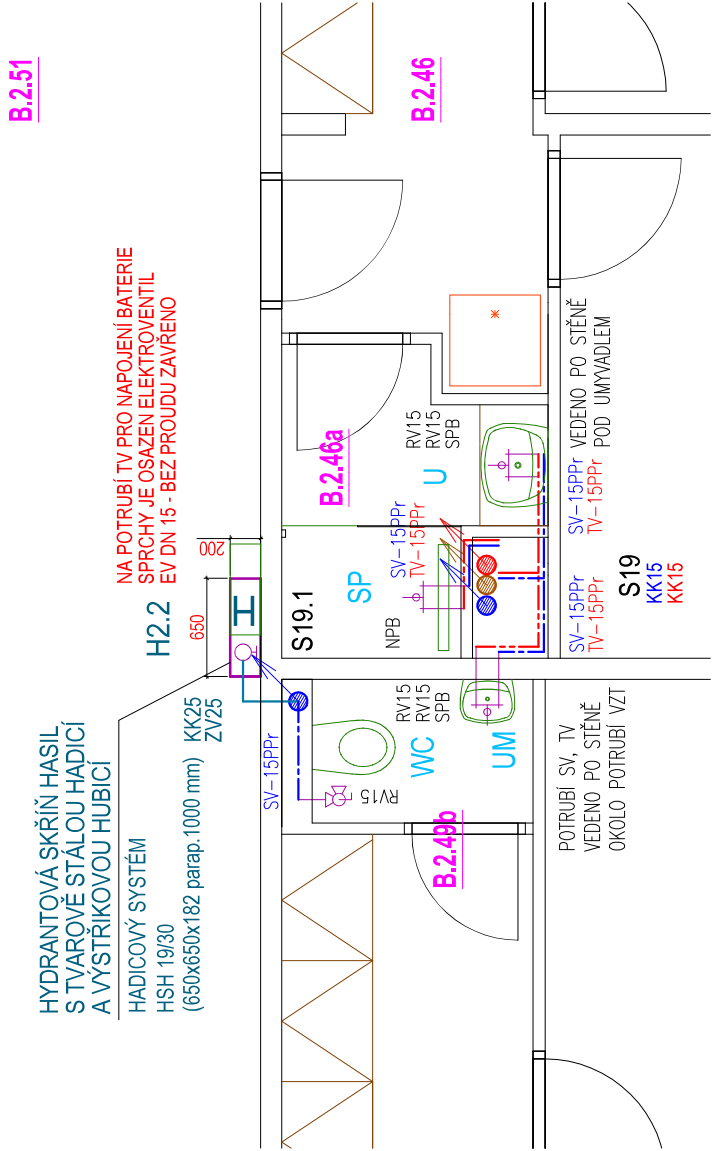 HYDRANTOVÁ SKŘÍŇ HASIL
S TVAROVĚ STÁLOU HADICÍ
A VÝSTŘIKOVOU HUBICÍ
HADICOVÝ SYSTÉM
HSH 19/30
(650x650x182 parap.1000 mm)
KK25
ZV25
H2.2
650
200
H
NA POTRUBÍ TV PRO NAPOJENÍ BATERIE
SPRCHY JE OSAZEN ELEKTROVENTIL
EV DN 15 - BEZ PROUDU ZAVŘENO
B.2.51
B.2.46
B.2.46a
B.2.49b
SV-15PPr
RV15
WC
RV15
RV15
SPB
UM
S19.1
SP
NPB
SV-15PPr
TV-15PPr
U
RV15
RV15
SPB
POTRUBÍ SV, TV
VEDENO PO STĚNĚ
OKOLO POTRUBÍ VZT
SV-15PPr
TV-15PPr
S19
KK15
KK15
SV-15PPr
TV-15PPr
VEDENO PO STĚNĚ
POD UMYVADLEM